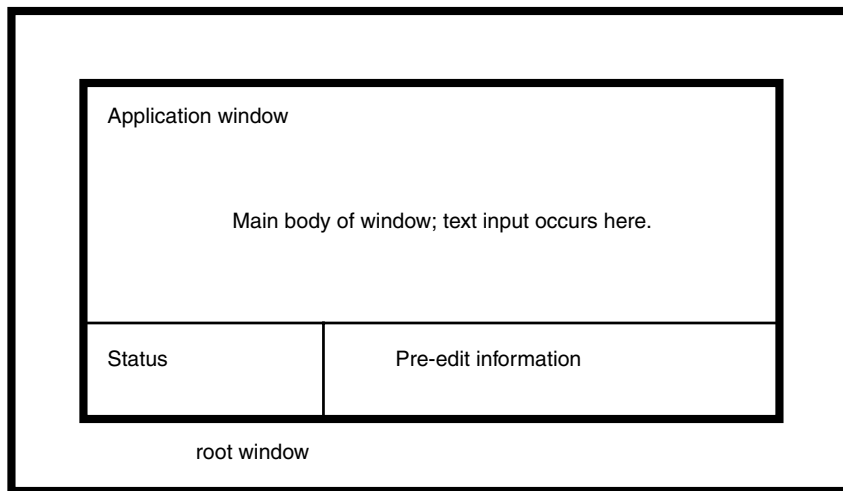 Application window
Main body of window; text input occurs here.
Status
Pre-edit information
root window